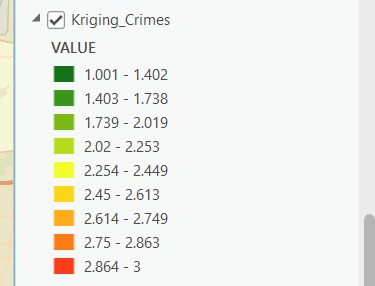 Kriging_Crimes
VALUE
1.001 - 1.402
1.403 - 1.738
1.739 - 2.019
2.02 - 2.253
2.254 - 2.449
2.45 - 2.613
2.614 - 2.749
2.75 - 2.863
2.864 - 3